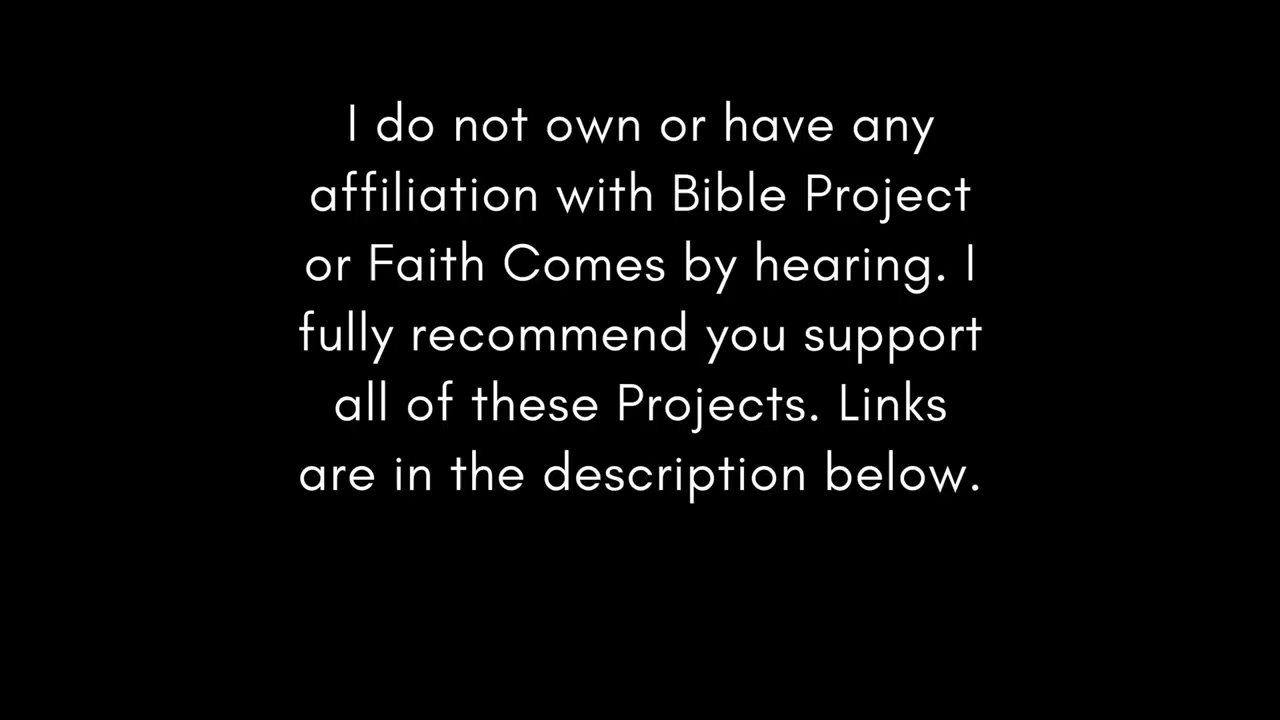 I do not own or have any
affiliation with Bible Project
or Faith Comes by hearing. I
fully recommend you support
all of these Projects. Links
are in the description below.